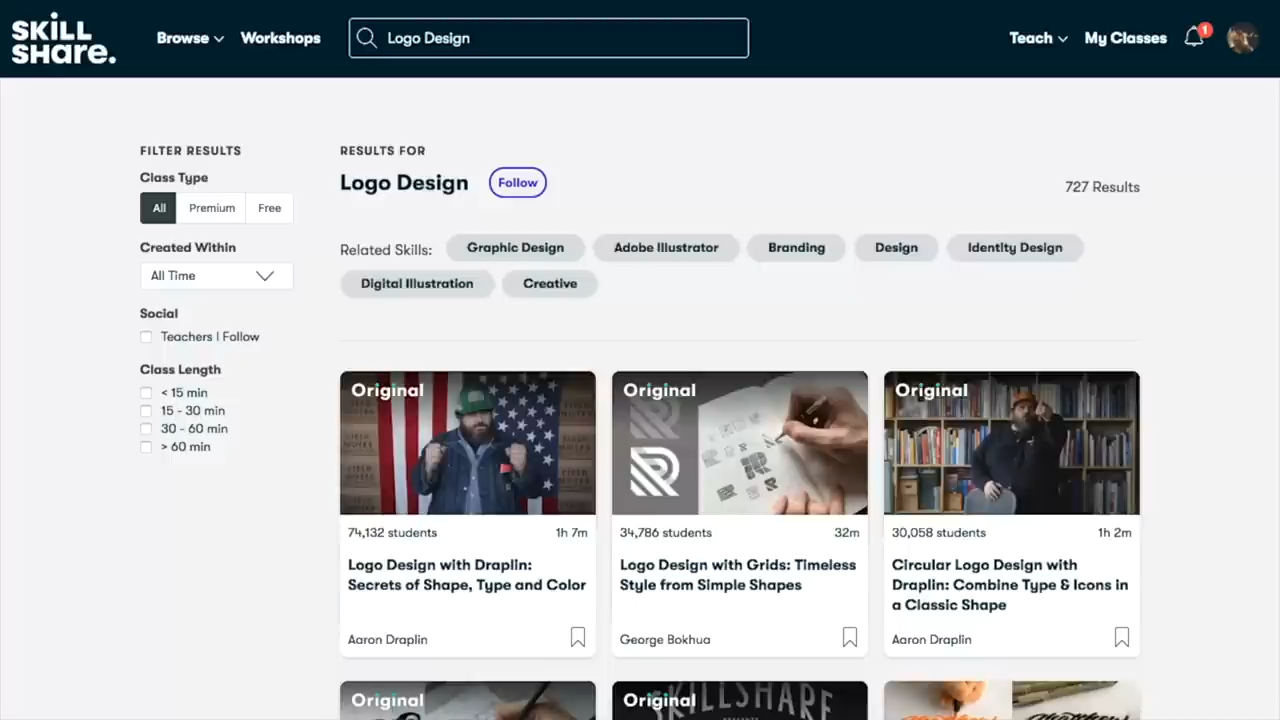 SKILL
SHARE.
Browse
Workshops
Logo Design
Teach
My Classes
1
FILTER RESULTS
Class Type
All
Premium
Free
Created Within
All Time
Social
Teachers I Follow
Class Length
< 15 min
15 - 30 min
30 - 60 min
> 60 min
RESULTS FOR
Logo Design
Follow
727 Results
Related Skills:
Graphic Design
Adobe Illustrator
Branding
Design
Identity Design
Digital Illustration
Creative
Original
74,132 students
1h 7m
Logo Design with Draplin:
Secrets of Shape, Type and Color
Aaron Draplin
Original
34,786 students
32m
Logo Design with Grids: Timeless
Style from Simple Shapes
George Bokhua
Original
30,058 students
1h 2m
Circular Logo Design with
Draplin: Combine Type & Icons in
a Classic Shape
Aaron Draplin
Original
Original
SKILLSHARE